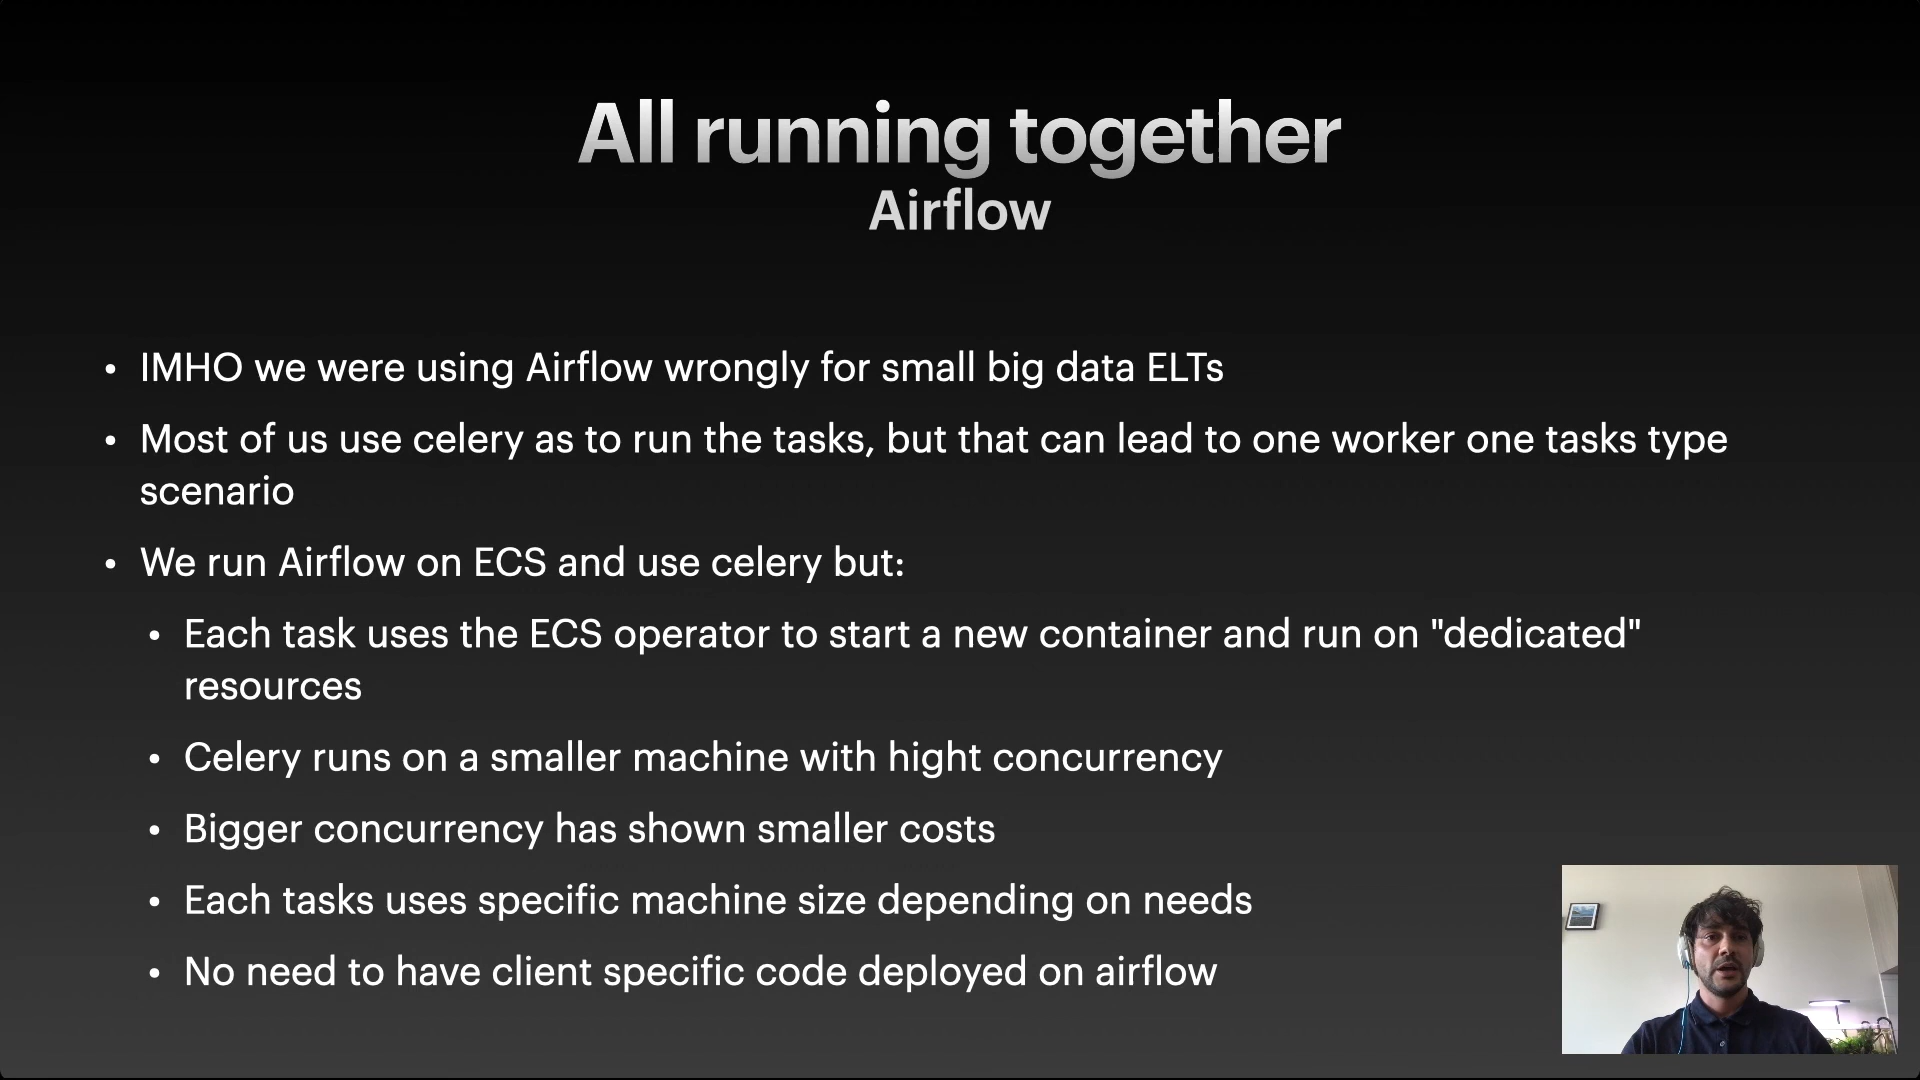 All running together
Airflow
• IMHO we were using Airflow wrongly for small big data ELTs
• Most of us use celery as to run the tasks, but that can lead to one worker one tasks type
scenario
• We run Airflow on ECS and use celery but:
• Each task uses the ECS operator to start a new container and run on "dedicated"
resources
• Celery runs on a smaller machine with hight concurrency
• Bigger concurrency has shown smaller costs
• Each tasks uses specific machine size depending on needs
• No need to have client specific code deployed on airflow